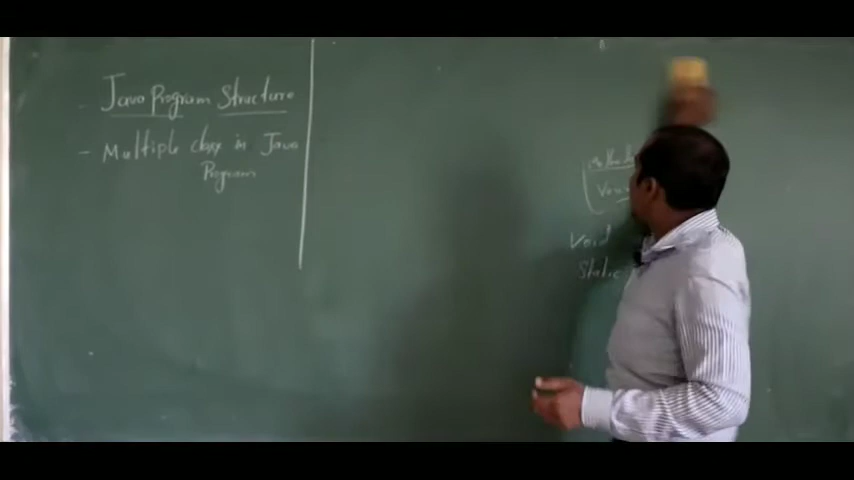 Java Program Structure
- Multiple class in Java
Program
Void
Static